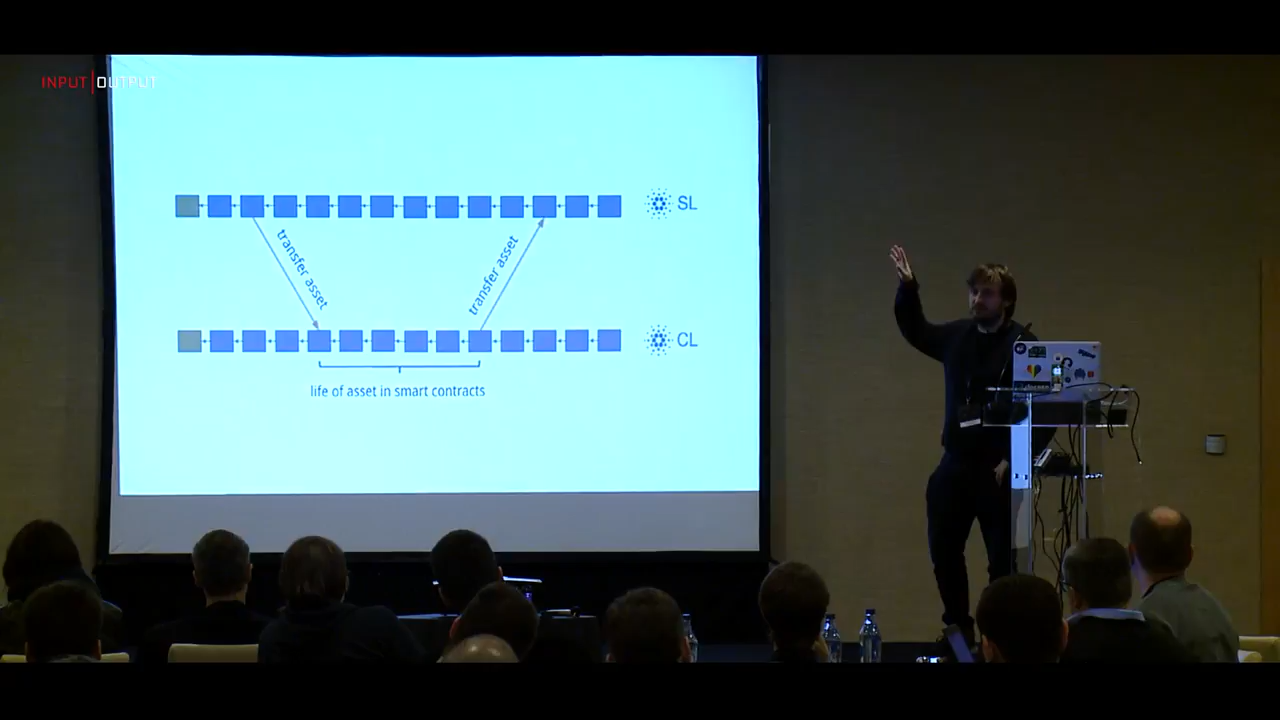 INPUT|OUTPUT
SL
transfer asset
transfer asset
CL
life of asset in smart contracts